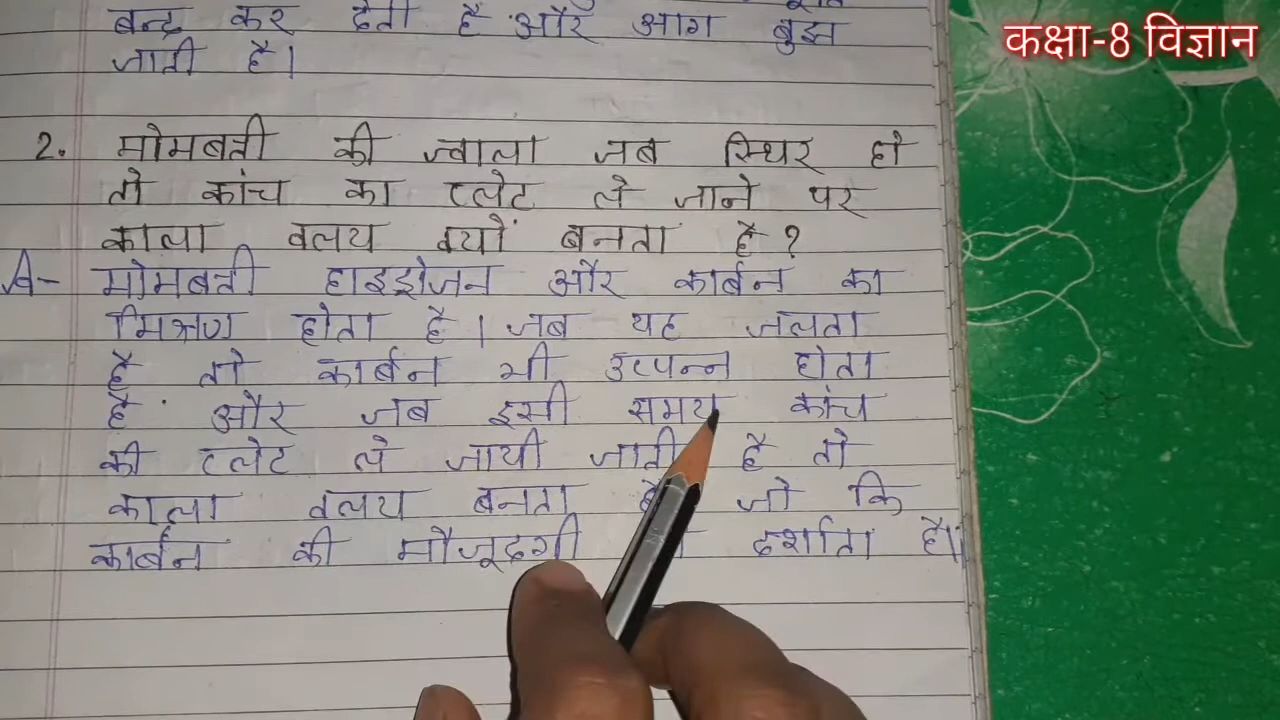 बन्द कर देती है और आग बुझ
जाती है।
कक्षा-8 विज्ञान
2. मोमबत्ती की ज्वाला जब स्थिर हो
तो कांच का प्लेट ले जाने पर
काला वलय क्यों बनता है?
A- मोमबत्ती हाइड्रोजन और कार्बन का
मिश्रण होता है। जब यह जलता
है तो कार्बन भी उत्पन्न होता
है और जब इसी समय कांच
की प्लेट ले जायी जाती है तो
काला वलय बनता है जो कि
कार्बन की मौजूदगी दर्शाता है॥